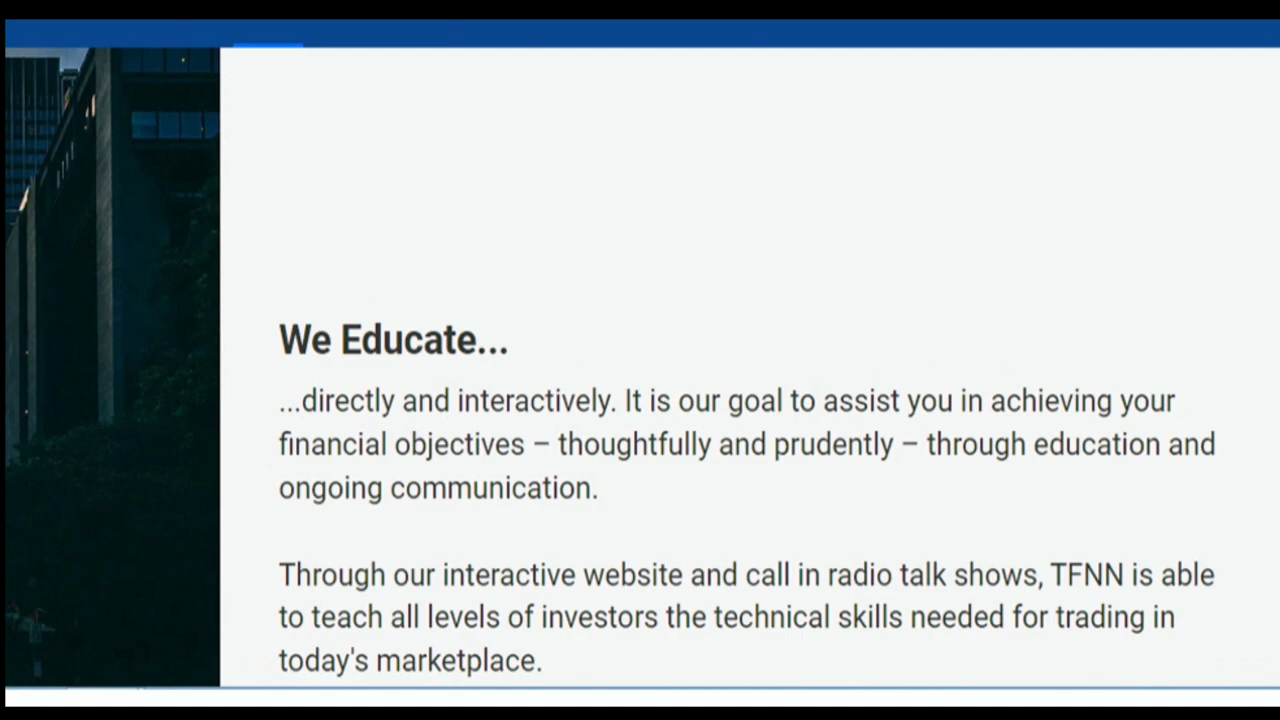 We Educate...
...directly and interactively. It is our goal to assist you in achieving your
financial objectives – thoughtfully and prudently – through education and
ongoing communication.
Through our interactive website and call in radio talk shows, TFNN is able
to teach all levels of investors the technical skills needed for trading in
today's marketplace.